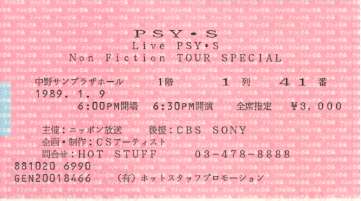 PSY・S
Live PSY・S
Non Fiction TOUR SPECIAL
中野サンプラザホール 1階 1 列 41 番
1989. 1. 9
6:00PM開場 6:30PM開演 全席指定 ¥3,000
主催:ニッポン放送 後援:CBS SONY
企画・制作:CSアーティスト
問合せ:HOT STUFF 03-478-8888
881020 6990
GEN20018466 (有)ホットスタッフプロモーション